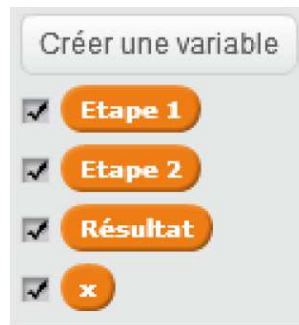 Créer une variable
Etape 1
Etape 2
Résultat
x